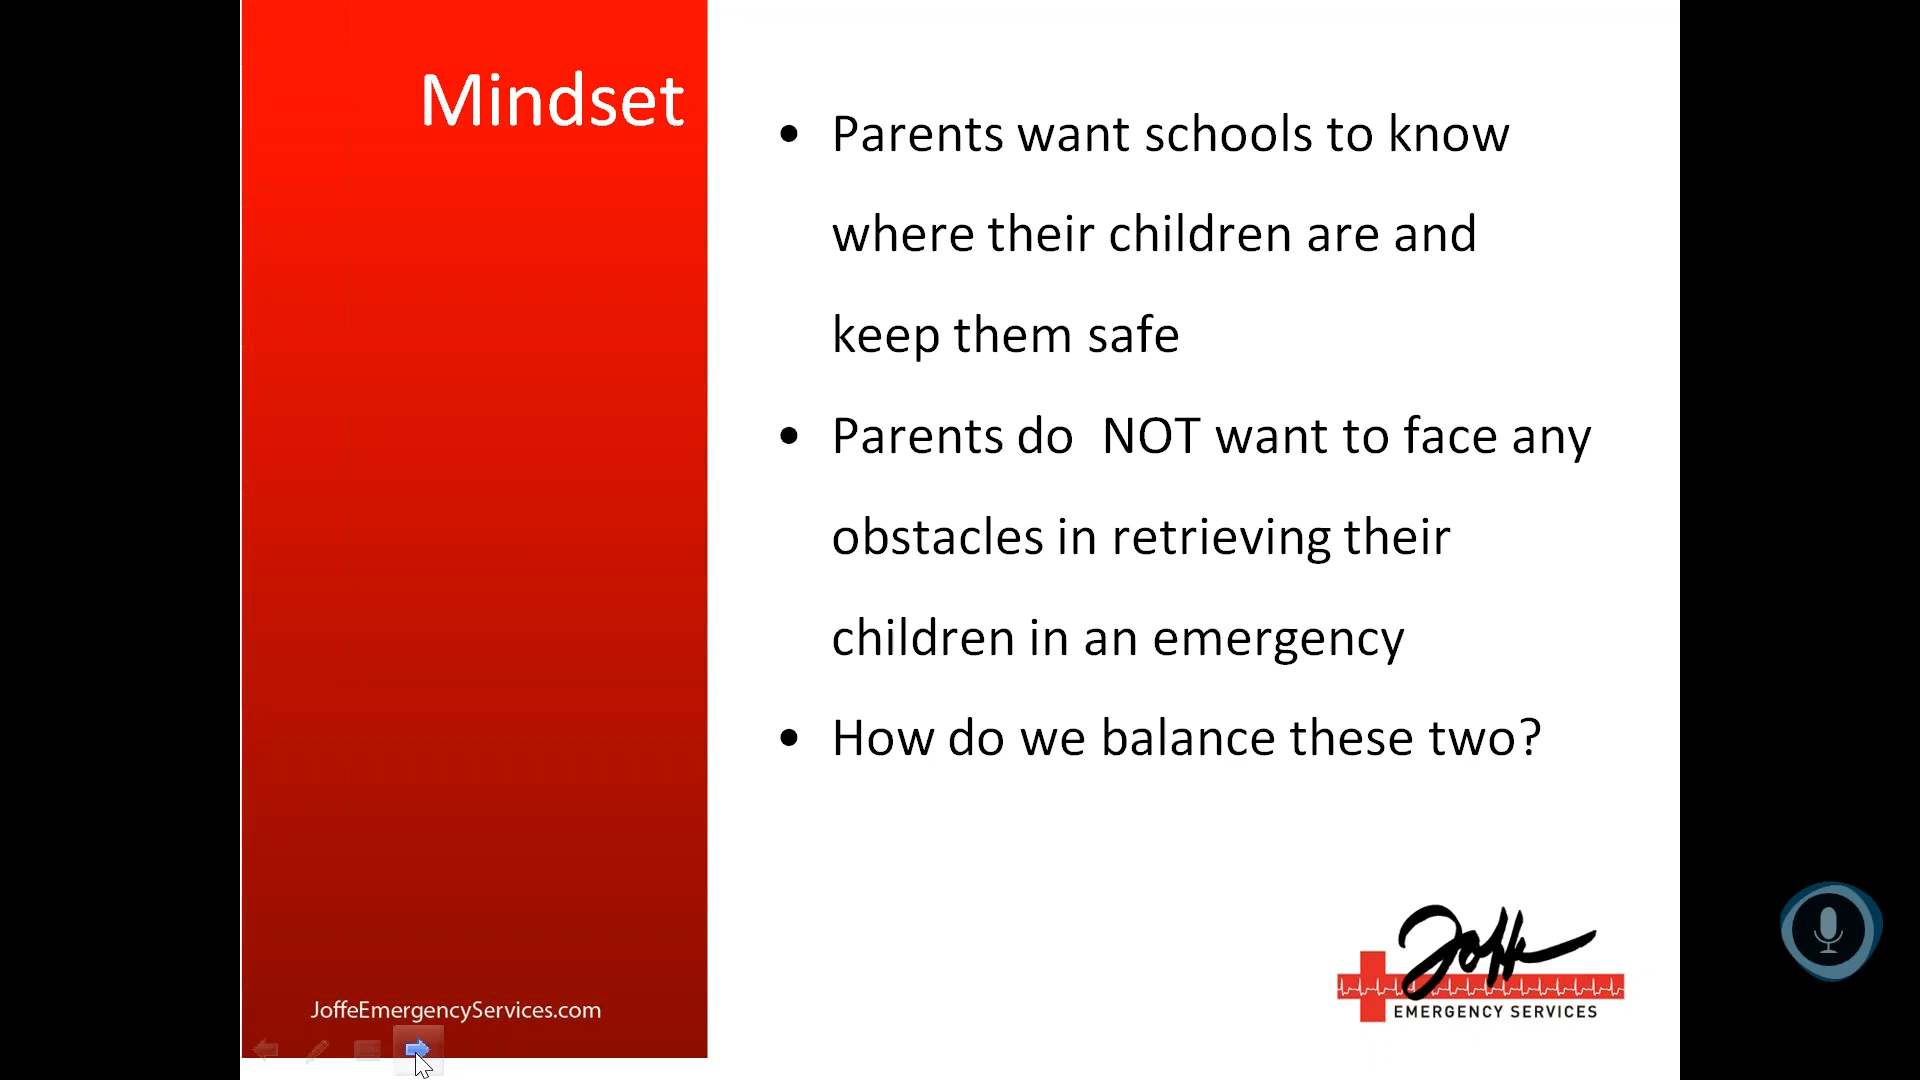 Mindset
• Parents want schools to know
where their children are and
keep them safe
• Parents do  NOT want to face any
obstacles in retrieving their
children in an emergency
• How do we balance these two?
Joffe
EMERGENCY SERVICES
JoffeEmergencyServices.com